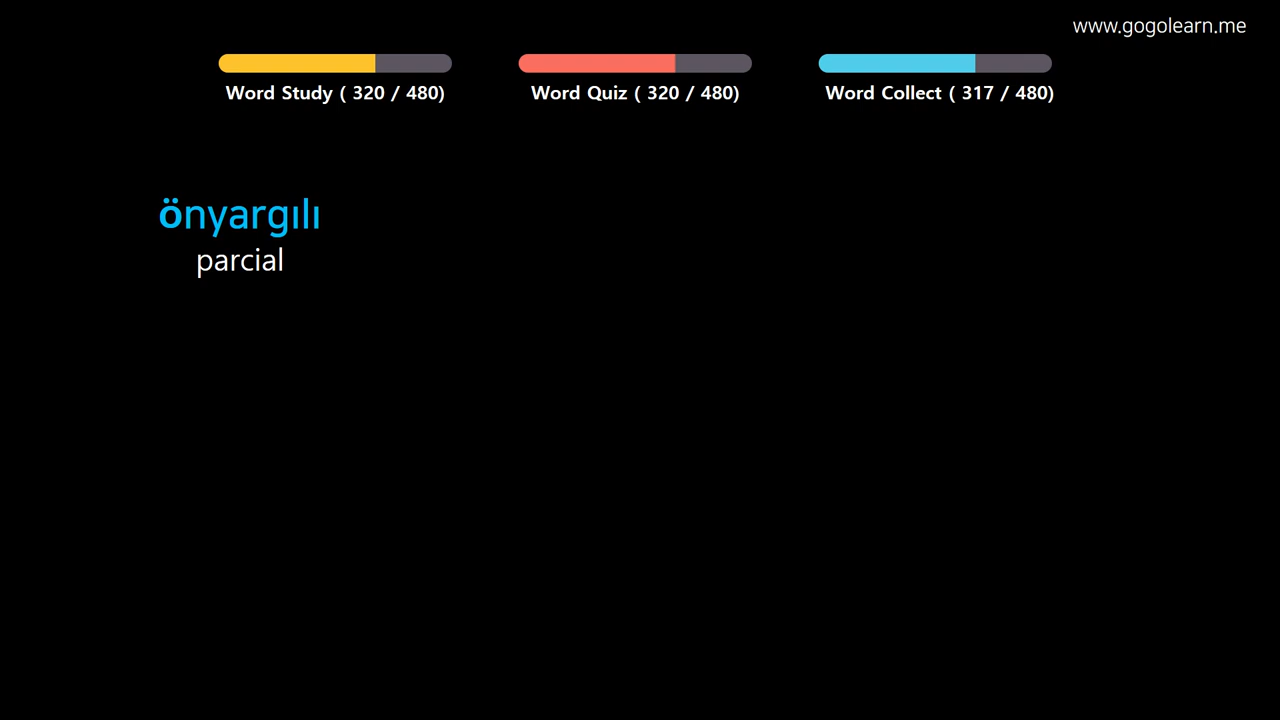 www.gogolearn.me
Word Study ( 320 / 480)
Word Quiz ( 320 / 480)
Word Collect ( 317 / 480)
önyargılı
parcial